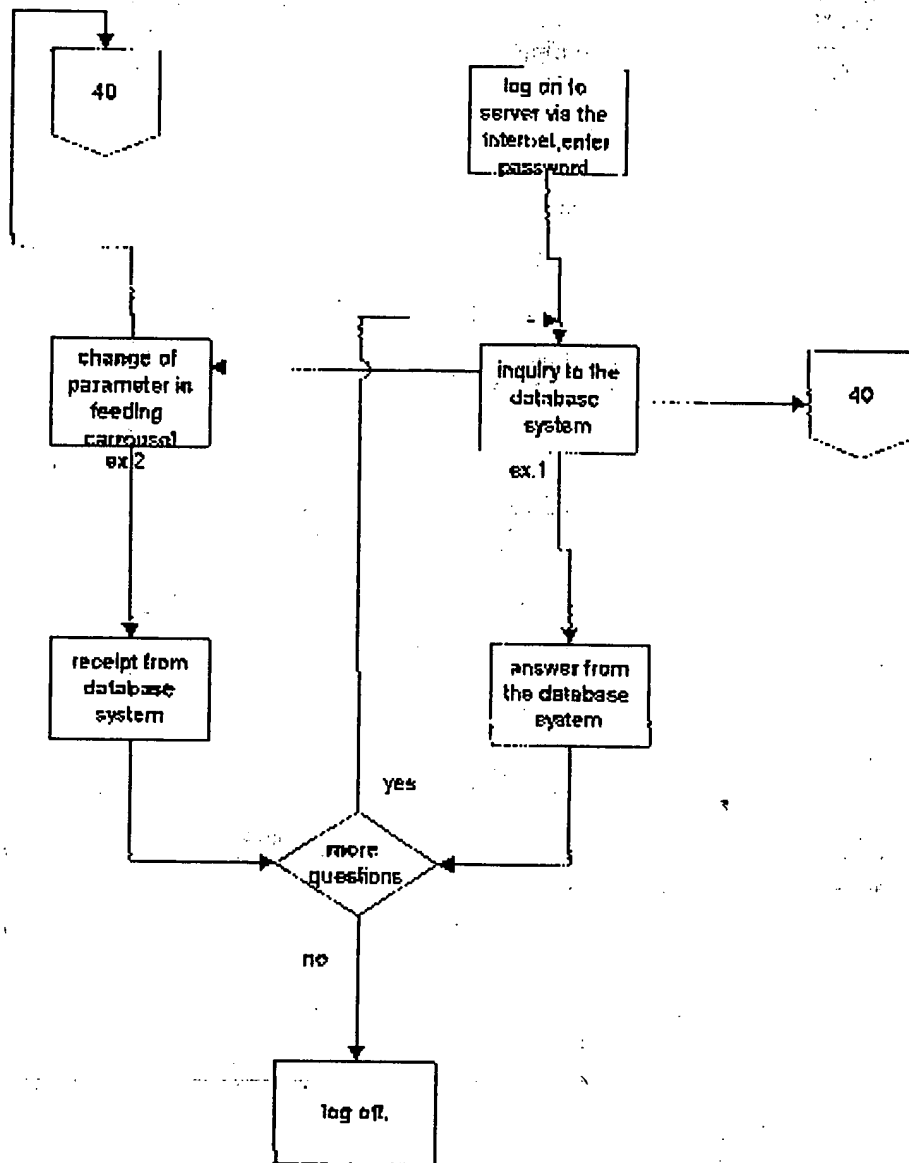 40
log on to
server via the
internet,enter
password
change of
parameter in
feeding
carrousel
ex.2
inquiry to the
database
system
ex.1
40
receipt from
database
system
answer from
the database
system
yes
more
questions
no
log off.